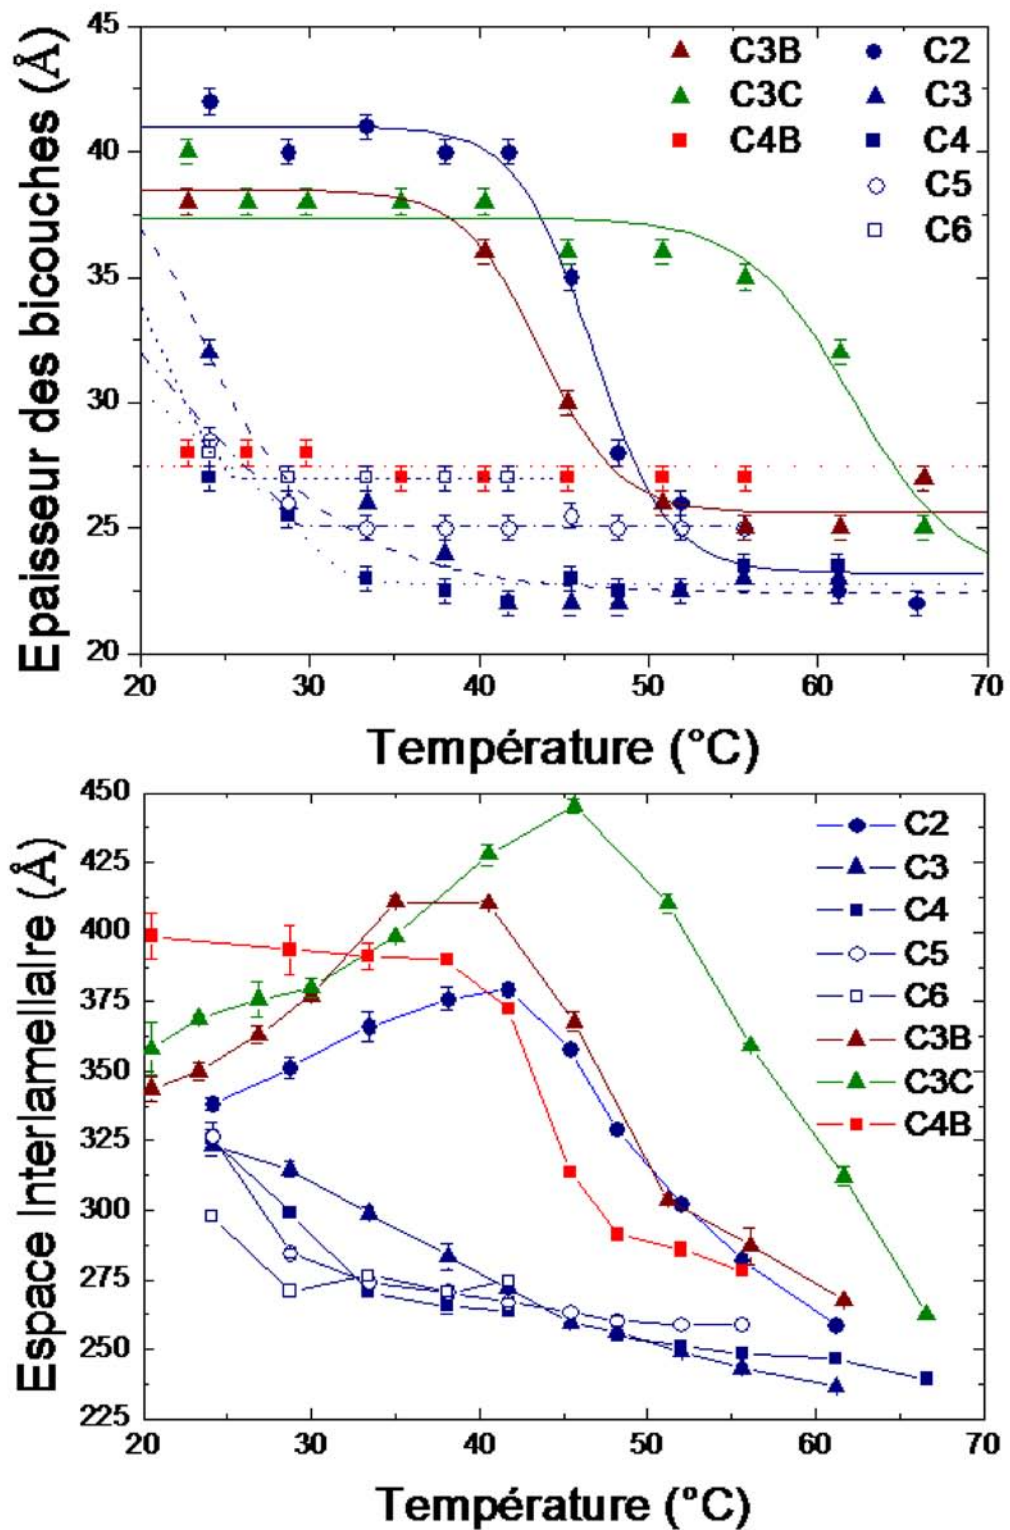 Epaisseur des bicouches (Å)
45
40
35
30
25
20
C3B
C3C
C4B
C2
C3
C4
C5
C6
20 30 40 50 60 70
Température (°C)
Espace Interlamellaire (Å)
450
425
400
375
350
325
300
275
250
225
C2
C3
C4
C5
C6
C3B
C3C
C4B
20 30 40 50 60 70
Température (°C)